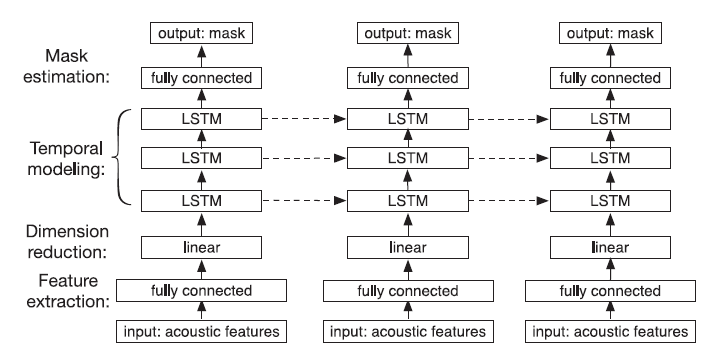 output: mask output: mask output: mask
Mask
estimation:
fully connected fully connected fully connected
LSTM LSTM LSTM
Temporal
modeling:
LSTM LSTM LSTM
LSTM LSTM LSTM
Dimension
reduction:
linear linear linear
Feature
extraction:
fully connected fully connected fully connected
input: acoustic features input: acoustic features input: acoustic features